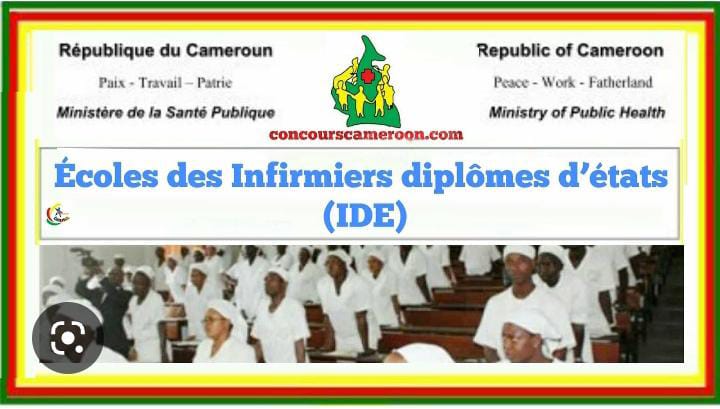 République du Cameroun
Paix - Travail – Patrie
Ministère de la Santé Publique
Republic of Cameroon
Peace - Work - Fatherland
Ministry of Public Health
concourscameroon.com
Écoles des Infirmiers diplômes d’états
(IDE)